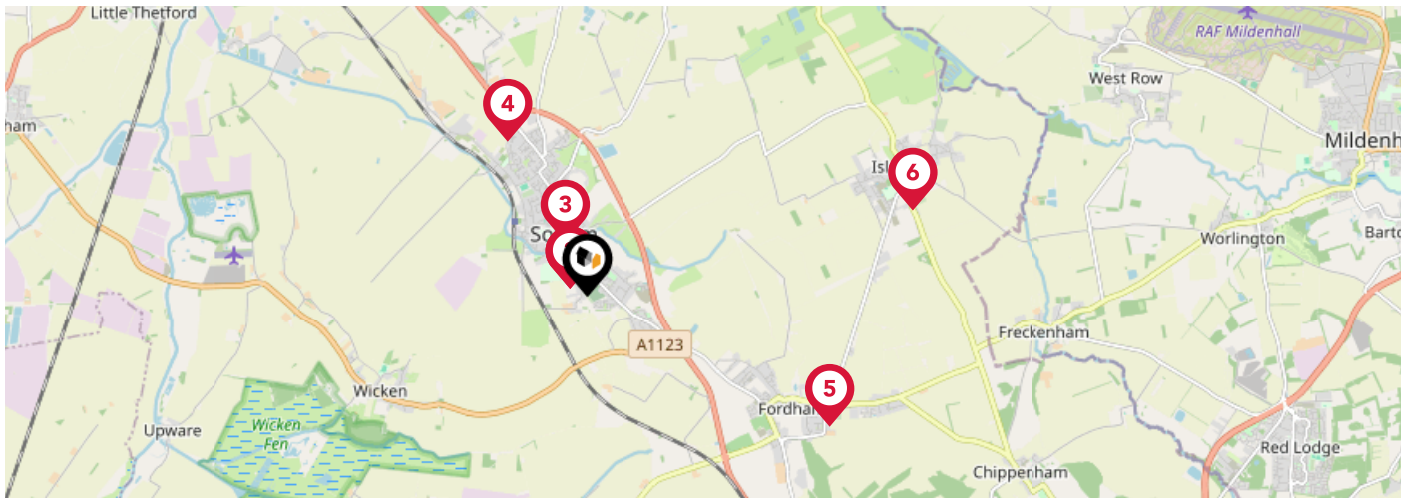 Little Thetford
RAF Mildenhall
West Row
4
ham
Mildenh
Isl
6
3
So
Worlington
Barto
Freckenham
A1123
Wicken
5
Fordha
Wicken
Fen
Upware
Red Lodge
Chippenham